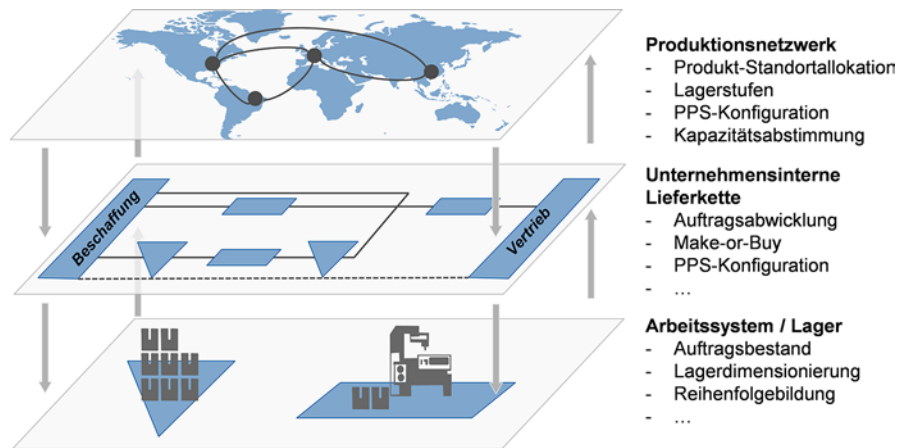 Produktionsnetzwerk
- Produkt-Standortallokation
- Lagerstufen
- PPS-Konfiguration
- Kapazitätsabstimmung
Beschaffung
Vertrieb
Unternehmensinterne
Lieferkette
- Auftragsabwicklung
- Make-or-Buy
- PPS-Konfiguration
- …
Arbeitssystem / Lager
- Auftragsbestand
- Lagerdimensionierung
- Reihenfolgebildung
- …